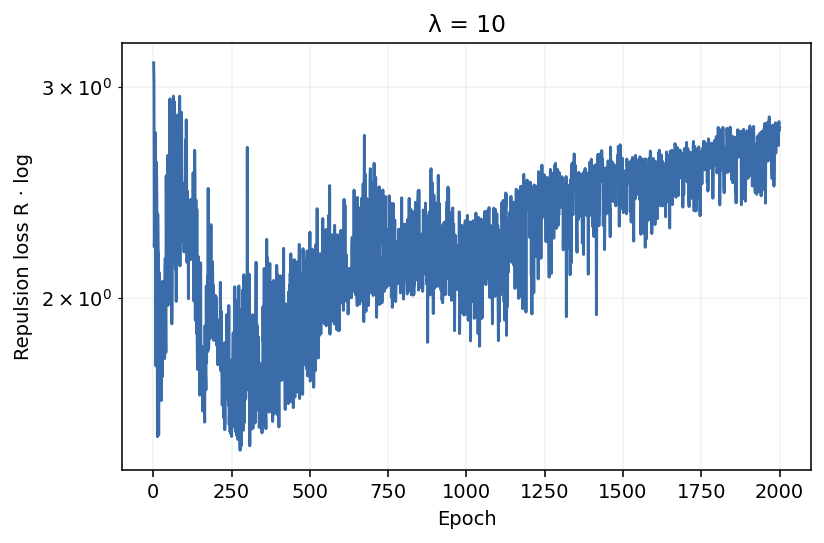 λ = 10
3 × 10⁰
2 × 10⁰
Repulsion loss R · log
0 250 500 750 1000 1250 1500 1750 2000
Epoch